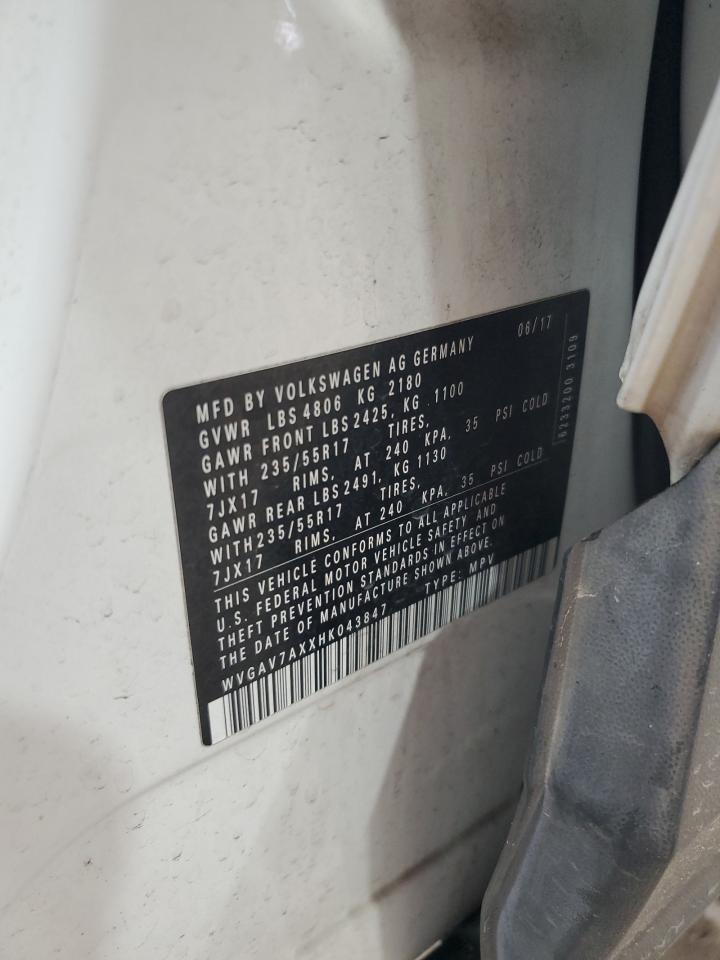 MFD BY VOLKSWAGEN AG GERMANY 06/17
GVWR LBS 4806 KG 2180
GAWR FRONT LBS 2425, KG .1100
WITH 235/55R17 TIRES,
7JX17 RIMS, AT 240 KPA, 35 PSI COLD
GAWR REAR LBS 2491, KG 1130
WITH 235/55R17 TIRES,
7JX17 RIMS, AT 240 KPA, 35 PSI COLD
THIS VEHICLE CONFORMS TO ALL APPLICABLE
U.S. FEDERAL MOTOR VEHICLE SAFETY AND
THEFT PREVENTION STANDARDS IN EFFECT ON
THE DATE OF MANUFACTURE SHOWN ABOVE.
WVGAV7AXXHK043847 TYPE: MPV
6233200 3109